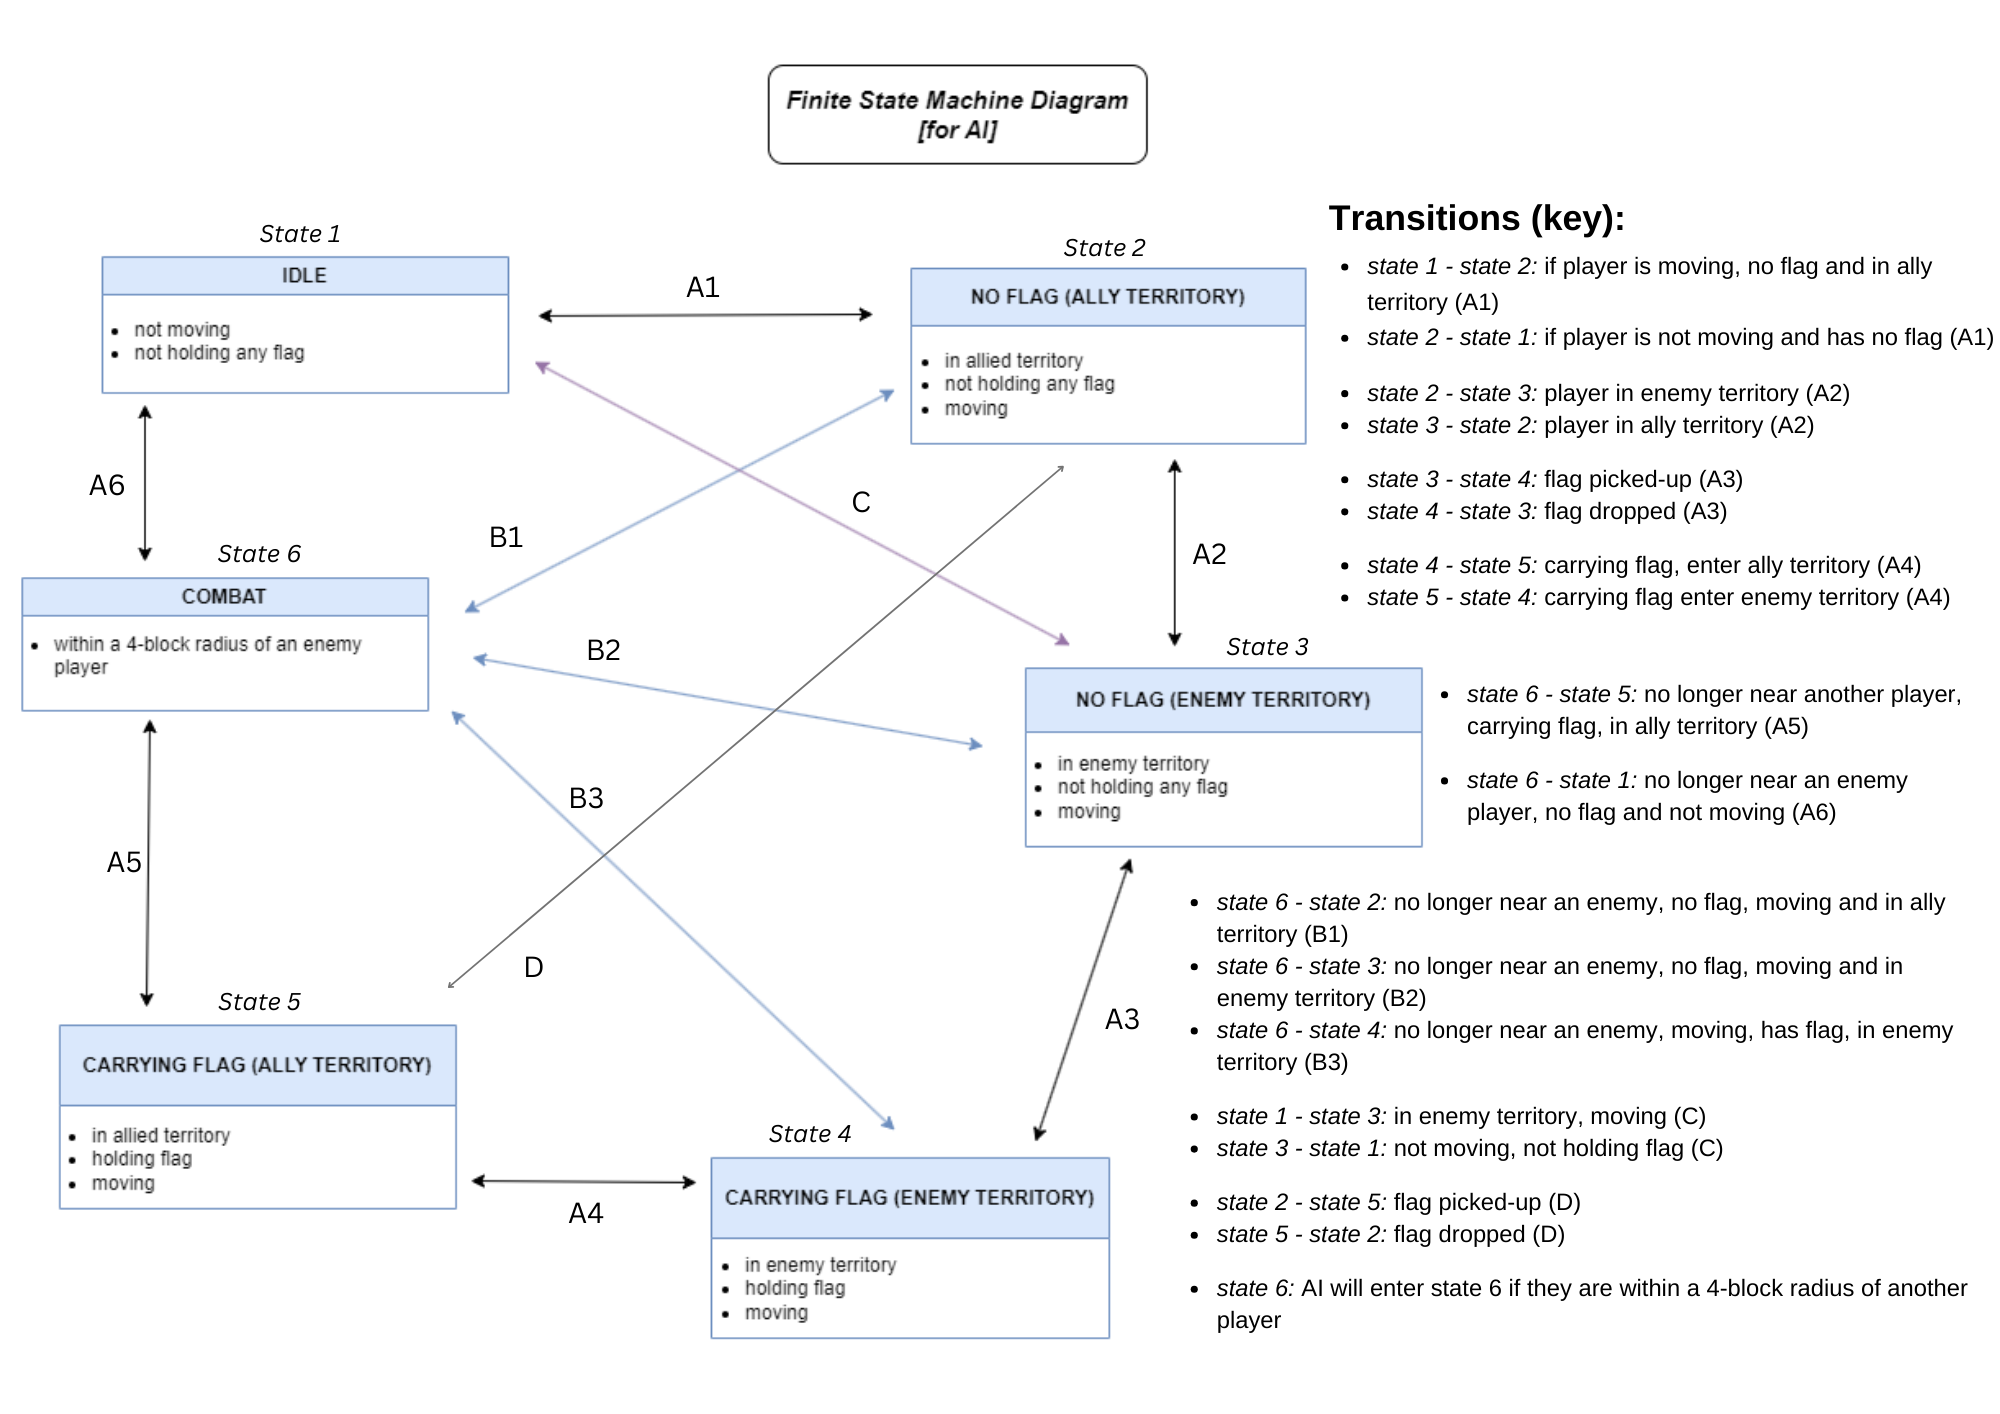 Finite State Machine Diagram
[for AI]
State 1
IDLE
not moving
not holding any flag
A1
State 2
NO FLAG (ALLY TERRITORY)
in allied territory
not holding any flag
moving
Transitions (key):
state 1 - state 2: if player is moving, no flag and in ally
territory (A1)
state 2 - state 1: if player is not moving and has no flag (A1)
state 2 - state 3: player in enemy territory (A2)
state 3 - state 2: player in ally territory (A2)
state 3 - state 4: flag picked-up (A3)
state 4 - state 3: flag dropped (A3)
state 4 - state 5: carrying flag, enter ally territory (A4)
state 5 - state 4: carrying flag enter enemy territory (A4)
A6
B1
C
A2
State 6
COMBAT
within a 4-block radius of an enemy
player
B2
B3
State 3
NO FLAG (ENEMY TERRITORY)
in enemy territory
not holding any flag
moving
state 6 - state 5: no longer near another player,
carrying flag, in ally territory (A5)
state 6 - state 1: no longer near an enemy
player, no flag and not moving (A6)
A5
D
A3
state 6 - state 2: no longer near an enemy, no flag, moving and in ally
territory (B1)
state 6 - state 3: no longer near an enemy, no flag, moving and in
enemy territory (B2)
state 6 - state 4: no longer near an enemy, moving, has flag, in enemy
territory (B3)
state 1 - state 3: in enemy territory, moving (C)
state 3 - state 1: not moving, not holding flag (C)
state 2 - state 5: flag picked-up (D)
state 5 - state 2: flag dropped (D)
state 6: AI will enter state 6 if they are within a 4-block radius of another
player
State 5
CARRYING FLAG (ALLY TERRITORY)
in allied territory
holding flag
moving
A4
State 4
CARRYING FLAG (ENEMY TERRITORY)
in enemy territory
holding flag
moving